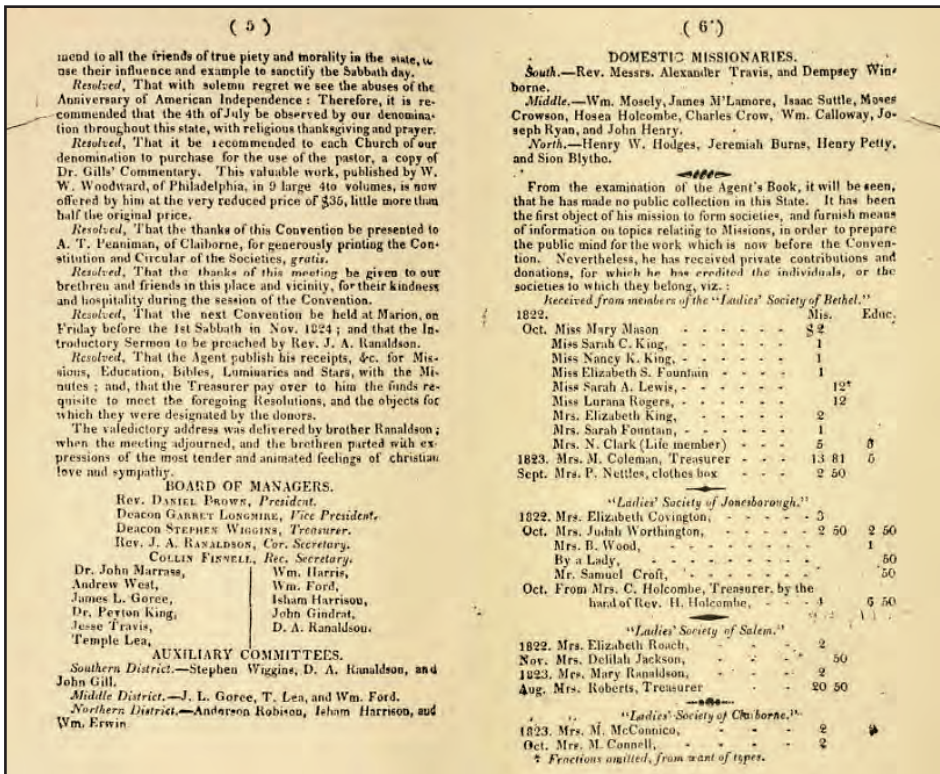 ( 5 )
mend to all the friends of true piety and morality in the state, to
use their influence and example to sanctify the Sabbath day.
Resolved, That with solemn regret we see the abuses of the
Anniversary of American Independence : Therefore, it is re-
commended that the 4th of July be observed by our denomina-
tion throughout this state, with religious thanksgiving and prayer.
Resolved, That it be recommended to each Church of our
denomination to purchase for the use of the pastor, a copy of
Dr. Gills' Commentary. This valuable work, published by W.
W. Woodward, of Philadelphia, in 9 large 4to volumes, is now
offered by him at the very reduced price of $35, little more than
half the original price.
Resolved, That the thanks of this Convention be presented to
A. T. Penniman, of Claiborne, for generously printing the Con-
stitution and Circular of the Societies, gratis.
Resolved, That the thanks of this meeting be given to our
brethren and friends in this place and vicinity, for their kindness
and hospitality during the session of the Convention.
Resolved, That the next Convention be held at Marion, on
Friday before the 1st Sabbath in Nov. 1824 ; and that the In-
troductory Sermon to be preached by Rev. J. A. Ranaldson.
Resolved, That the Agent publish his receipts, &c. for Mis-
sions, Education, Bibles, Luminaries and Stars, with the Mi-
nutes ; and, that the Treasurer pay over to him the funds re-
quisite to meet the foregoing Resolutions, and the objects for
which they were designated by the donors.
The valedictory address was delivered by brother Ranaldson ;
when the meeting adjourned, and the brethren parted with ex-
pressions of the most tender and animated feelings of christian
love and sympathy.
BOARD OF MANAGERS.
Rev. DANIEL BROWN, President.
Deacon GARRET LONGMIRE, Vice President.
Deacon STEPHEN WIGGINS, Treasurer.
Rev. J. A. RANALDSON, Cor. Secretary.
COLLIN FINNELL, Rec. Secretary.
Dr. John Marrass,
Andrew West,
James L. Goree,
Dr. Peyton King,
Jesse Travis,
Temple Lea,
Wm. Harris,
Wm. Ford,
Isham Harrison,
John Gindrat,
D. A. Ranaldson.
AUXILIARY COMMITTEES.
Southern District.—Stephen Wiggins, D. A. Ranaldson, and
John Gill.
Middle District.—J. L. Goree, T. Lea, and Wm. Ford.
Northern District.—Anderson Robison, Isham Harrison, and
Wm. Erwin
( 6 )
DOMESTIC MISSIONARIES.
South.—Rev. Messrs. Alexander Travis, and Dempsey Win-
borne.
Middle.—Wm. Mosely, James M'Lamore, Isaac Suttle, Moses
Crowson, Hosea Holcombe, Charles Crow, Wm. Calloway, Jo-
seph Ryan, and John Henry.
North.—Henry W. Hodges, Jeremiah Burns, Henry Petty,
and Sion Blythe.
From the examination of the Agent's Book, it will be seen,
that he has made no public collection in this State. It has been
the first object of his mission to form societies, and furnish means
of information on topics relating to Missions, in order to prepare
the public mind for the work which is now before the Conven-
tion. Nevertheless, he has received private contributions and
donations, for which he has credited the individuals, or the
societies to which they belong, viz. :
Received from members of the "Ladies' Society of Bethel."
1822. Mis. Educ.
Oct. Miss Mary Mason - - - - - - $ 2
Miss Sarah C. King, - - - - - 1
Miss Nancy K. King, - - - - - 1
Miss Elizabeth S. Fountain - - - - 1
Miss Sarah A. Lewis, - - - - - - 12*
Miss Lurana Rogers, - - - - - - 12
Mrs. Elizabeth King, - - - - - 2
Mrs. Sarah Fountain, - - - - - 1
Mrs. N. Clark (Life member) - - - 5
1823. Mrs. M. Coleman, Treasurer - - - 13 81 5
Sept. Mrs. P. Nettles, clothes box - - - 2 50
"Ladies' Society of Jonesborough."
1822. Mrs. Elizabeth Covington, - - - - 3
Oct. Mrs. Judah Worthington, - - - - - 2 50 2 50
Mrs. B. Wood, - - - - - - - 1
By a Lady, - - - - - - - - 50
Mr. Samuel Croft, - - - - - - - 50
Oct. From Mrs. C. Holcombe, Treasurer, by the
hand of Rev. H. Holcombe, - - - 4 6 50
"Ladies' Society of Salem."
1822. Mrs. Elizabeth Roach, - - - 2
Nov. Mrs. Delilah Jackson, - - - 50
1823. Mrs. Mary Ranaldson, - - - 2
Aug. Mrs. Roberts, Treasurer - - 20 50
"Ladies' Society of Claiborne."
1823. Mrs. M. McConnico, - - - 2
Oct. Mrs. M. Connell, - - - - 2
* Fractions omitted, from want of types.